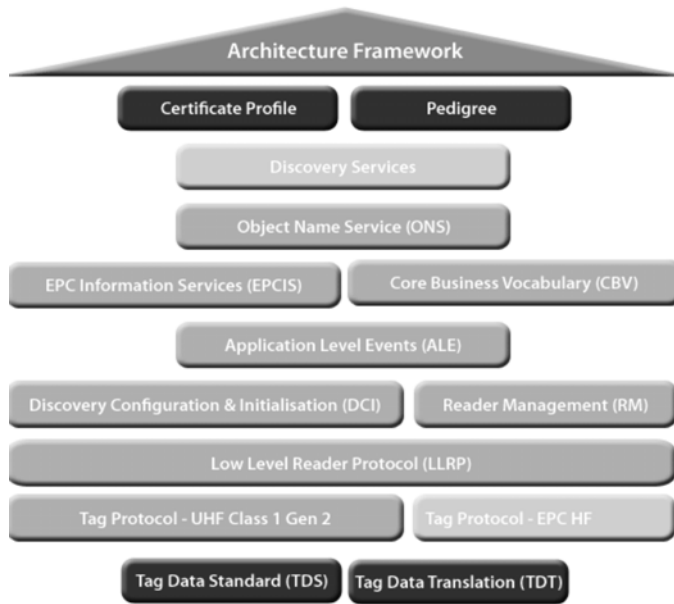 Architecture Framework
Certificate Profile
Pedigree
Discovery Services
Object Name Service (ONS)
EPC Information Services (EPCIS)
Core Business Vocabulary (CBV)
Application Level Events (ALE)
Discovery Configuration & Initialisation (DCI)
Reader Management (RM)
Low Level Reader Protocol (LLRP)
Tag Protocol - UHF Class 1 Gen 2
Tag Protocol - EPC HF
Tag Data Standard (TDS)
Tag Data Translation (TDT)